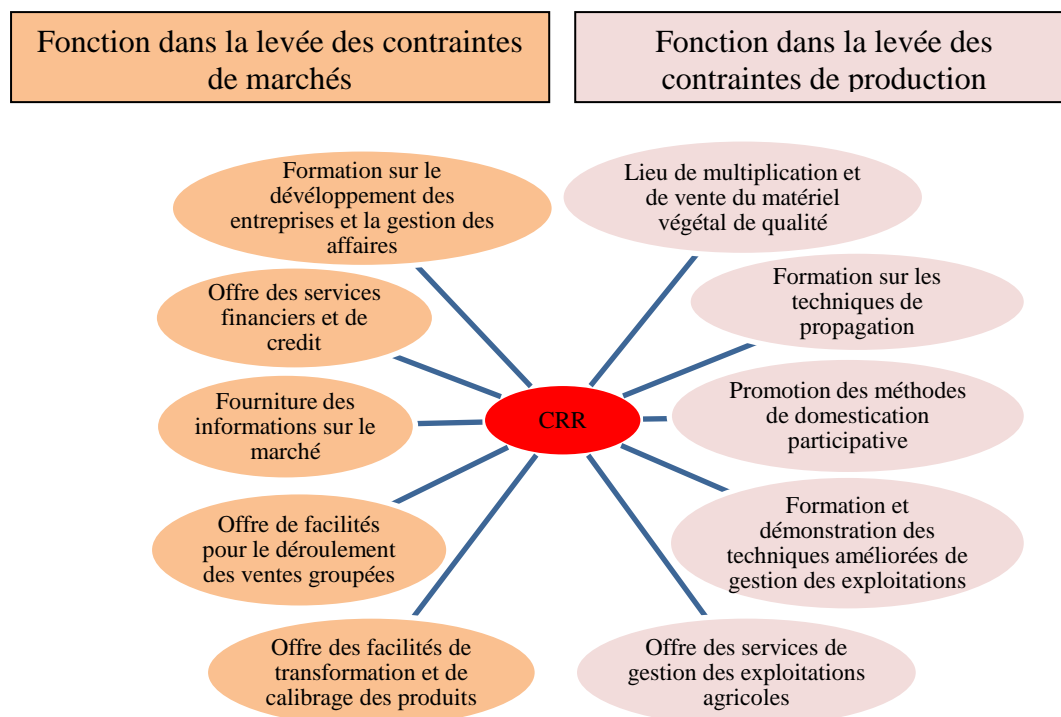 Fonction dans la levée des contraintes
de marchés
Fonction dans la levée des
contraintes de production
Formation sur le
dévéloppement des
entreprises et la gestion des
affaires
Offre des services
financiers et de
credit
Fourniture des
informations sur le
marché
Offre de facilités
pour le déroulement
des ventes groupées
Offre des facilités de
transformation et de
calibrage des produits
CRR
Lieu de multiplication et
de vente du matériel
végétal de qualité
Formation sur les
techniques de
propagation
Promotion des méthodes
de domestication
participative
Formation et
démonstration des
techniques améliorées de
gestion des exploitations
Offre des services de
gestion des exploitations
agricoles